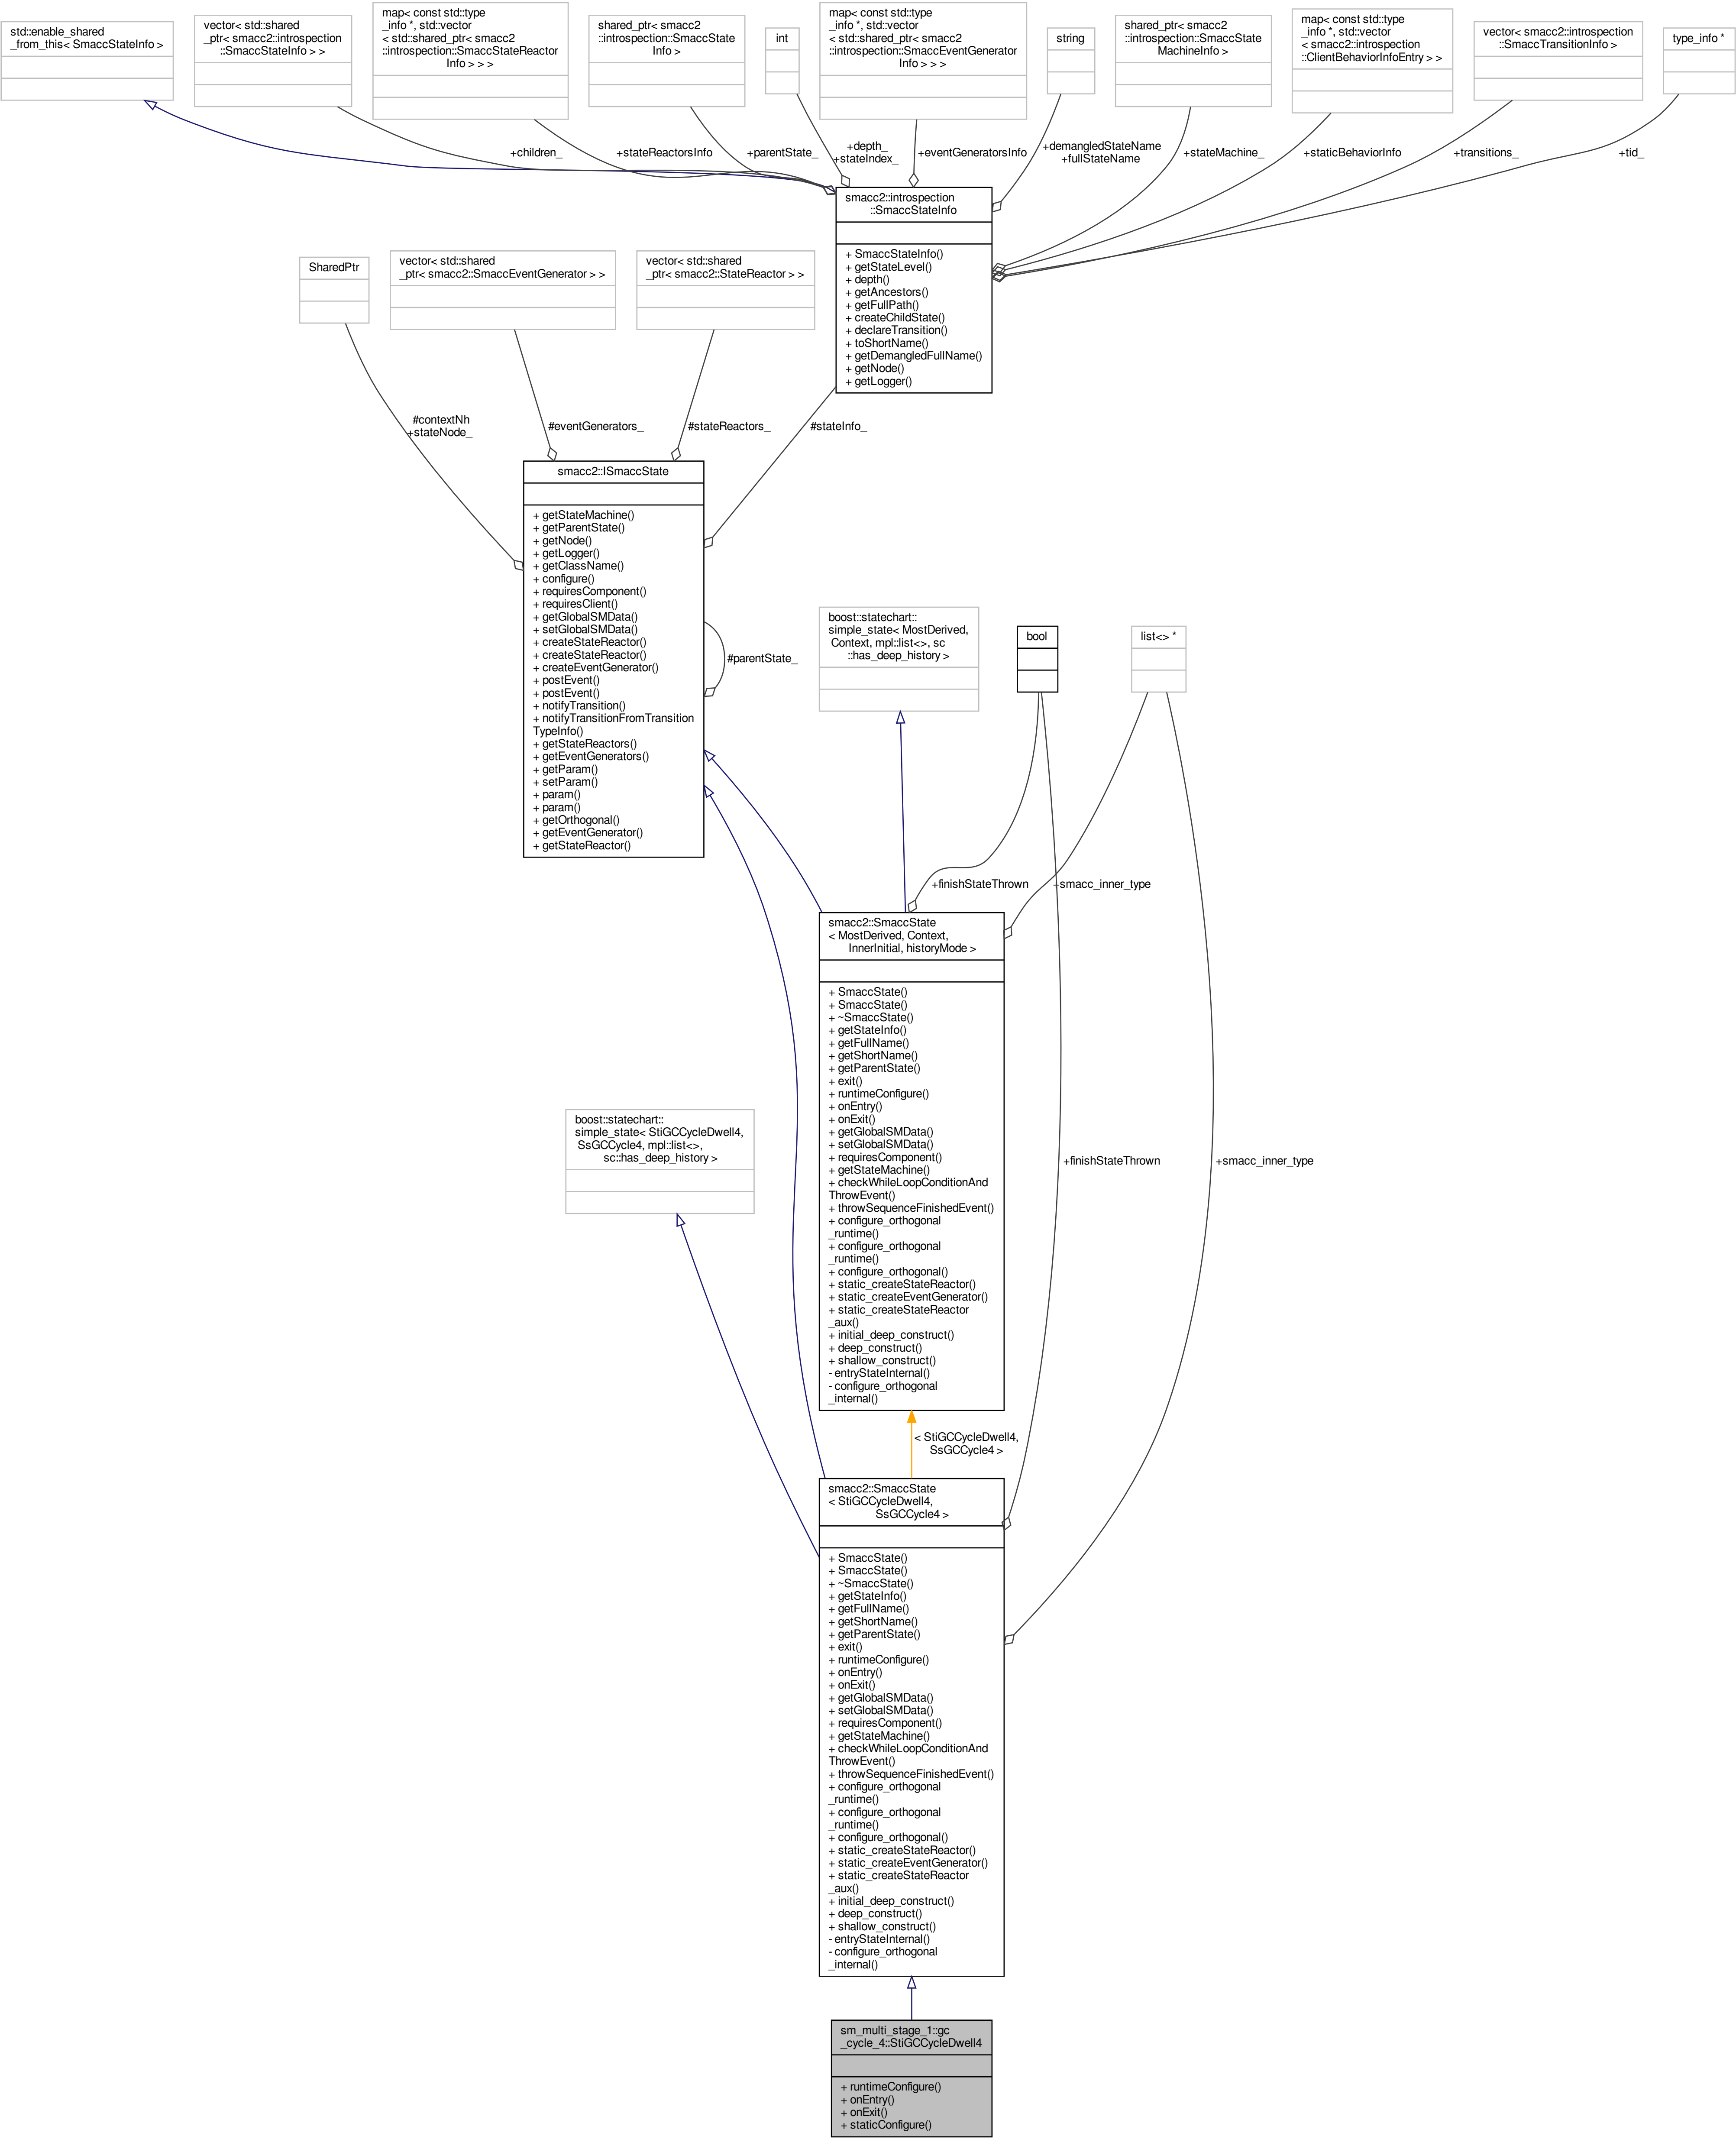 std::enable_shared
_from_this< SmaccStateInfo >
vector< std::shared
_ptr< smacc2::introspection
::SmaccStateInfo > >
map< const std::type
_info *, std::vector
< std::shared_ptr< smacc2
::introspection::SmaccStateReactor
Info > > >
shared_ptr< smacc2
::introspection::SmaccState
Info >
int
map< const std::type
_info *, std::vector
< std::shared_ptr< smacc2
::introspection::SmaccEventGenerator
Info > > >
string
shared_ptr< smacc2
::introspection::SmaccState
MachineInfo >
map< const std::type
_info *, std::vector
< smacc2::introspection
::ClientBehaviorInfoEntry > >
vector< smacc2::introspection
::SmaccTransitionInfo >
type_info *
+children_
+stateReactorsInfo
+parentState_
+depth_
+stateIndex_
+eventGeneratorsInfo
+demangledStateName
+fullStateName
+stateMachine_
+staticBehaviorInfo
+transitions_
+tid_
smacc2::introspection
::SmaccStateInfo
+ SmaccStateInfo()
+ getStateLevel()
+ depth()
+ getAncestors()
+ getFullPath()
+ createChildState()
+ declareTransition()
+ toShortName()
+ getDemangledFullName()
+ getNode()
+ getLogger()
SharedPtr
vector< std::shared
_ptr< smacc2::SmaccEventGenerator > >
vector< std::shared
_ptr< smacc2::StateReactor > >
#contextNh
+stateNode_
#eventGenerators_
#stateReactors_
#stateInfo_
smacc2::ISmaccState
+ getStateMachine()
+ getParentState()
+ getNode()
+ getLogger()
+ getClassName()
+ configure()
+ requiresComponent()
+ requiresClient()
+ getGlobalSMData()
+ setGlobalSMData()
+ createStateReactor()
+ createStateReactor()
+ createEventGenerator()
+ postEvent()
+ postEvent()
+ notifyTransition()
+ notifyTransitionFromTransition
TypeInfo()
+ getStateReactors()
+ getEventGenerators()
+ getParam()
+ setParam()
+ param()
+ param()
+ getOrthogonal()
+ getEventGenerator()
+ getStateReactor()
#parentState_
boost::statechart::
simple_state< MostDerived,
Context, mpl::list<>, sc
::has_deep_history >
bool
list<> *
+finishStateThrown
+smacc_inner_type
smacc2::SmaccState
< MostDerived, Context,
InnerInitial, historyMode >
+ SmaccState()
+ SmaccState()
+ ~SmaccState()
+ getStateInfo()
+ getFullName()
+ getShortName()
+ getParentState()
+ exit()
+ runtimeConfigure()
+ onEntry()
+ onExit()
+ getGlobalSMData()
+ setGlobalSMData()
+ requiresComponent()
+ getStateMachine()
+ checkWhileLoopConditionAnd
ThrowEvent()
+ throwSequenceFinishedEvent()
+ configure_orthogonal
_runtime()
+ configure_orthogonal
_runtime()
+ configure_orthogonal()
+ static_createStateReactor()
+ static_createEventGenerator()
+ static_createStateReactor
_aux()
+ initial_deep_construct()
+ deep_construct()
+ shallow_construct()
- entryStateInternal()
- configure_orthogonal
_internal()
boost::statechart::
simple_state< StiGCCycleDwell4,
SsGCCycle4, mpl::list<>,
sc::has_deep_history >
+finishStateThrown
+smacc_inner_type
< StiGCCycleDwell4,
SsGCCycle4 >
smacc2::SmaccState
< StiGCCycleDwell4,
SsGCCycle4 >
+ SmaccState()
+ SmaccState()
+ ~SmaccState()
+ getStateInfo()
+ getFullName()
+ getShortName()
+ getParentState()
+ exit()
+ runtimeConfigure()
+ onEntry()
+ onExit()
+ getGlobalSMData()
+ setGlobalSMData()
+ requiresComponent()
+ getStateMachine()
+ checkWhileLoopConditionAnd
ThrowEvent()
+ throwSequenceFinishedEvent()
+ configure_orthogonal
_runtime()
+ configure_orthogonal
_runtime()
+ configure_orthogonal()
+ static_createStateReactor()
+ static_createEventGenerator()
+ static_createStateReactor
_aux()
+ initial_deep_construct()
+ deep_construct()
+ shallow_construct()
- entryStateInternal()
- configure_orthogonal
_internal()
sm_multi_stage_1::gc
_cycle_4::StiGCCycleDwell4
+ runtimeConfigure()
+ onEntry()
+ onExit()
+ staticConfigure()